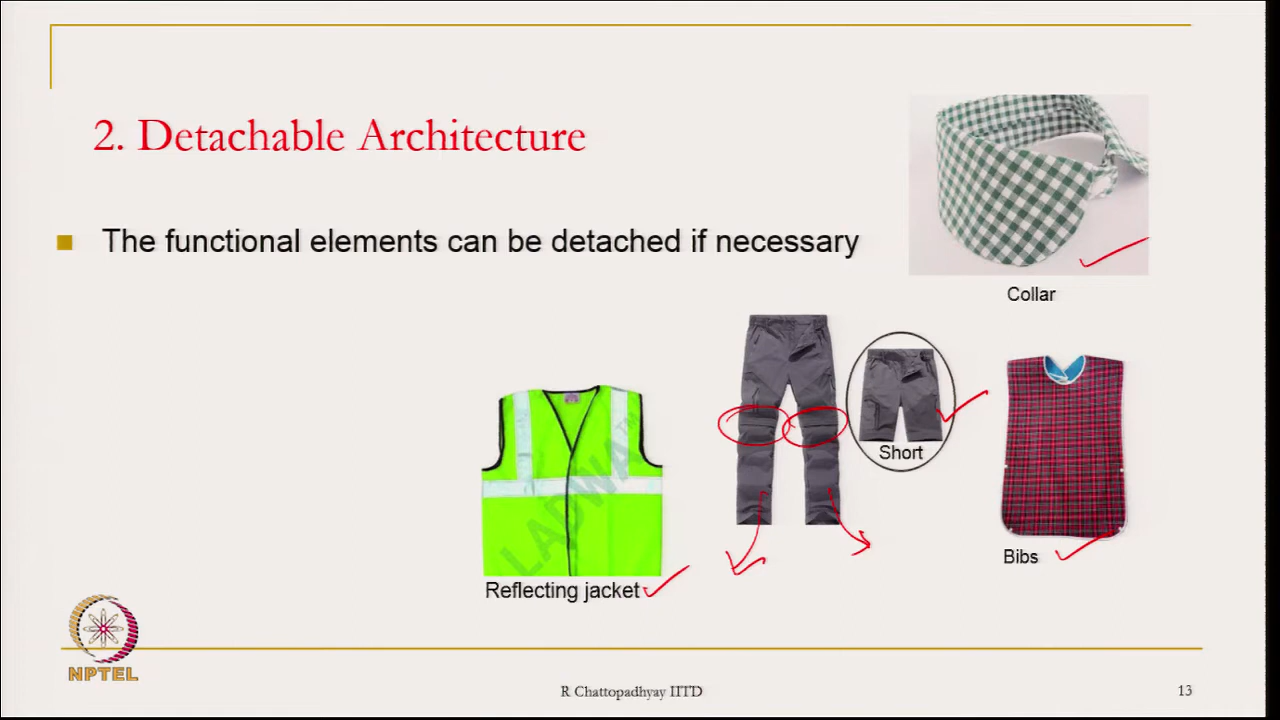 2. Detachable Architecture
The functional elements can be detached if necessary
Collar
Short
Bibs
LADWA™
Reflecting jacket
NPTEL
R Chattopadhyay IITD
13